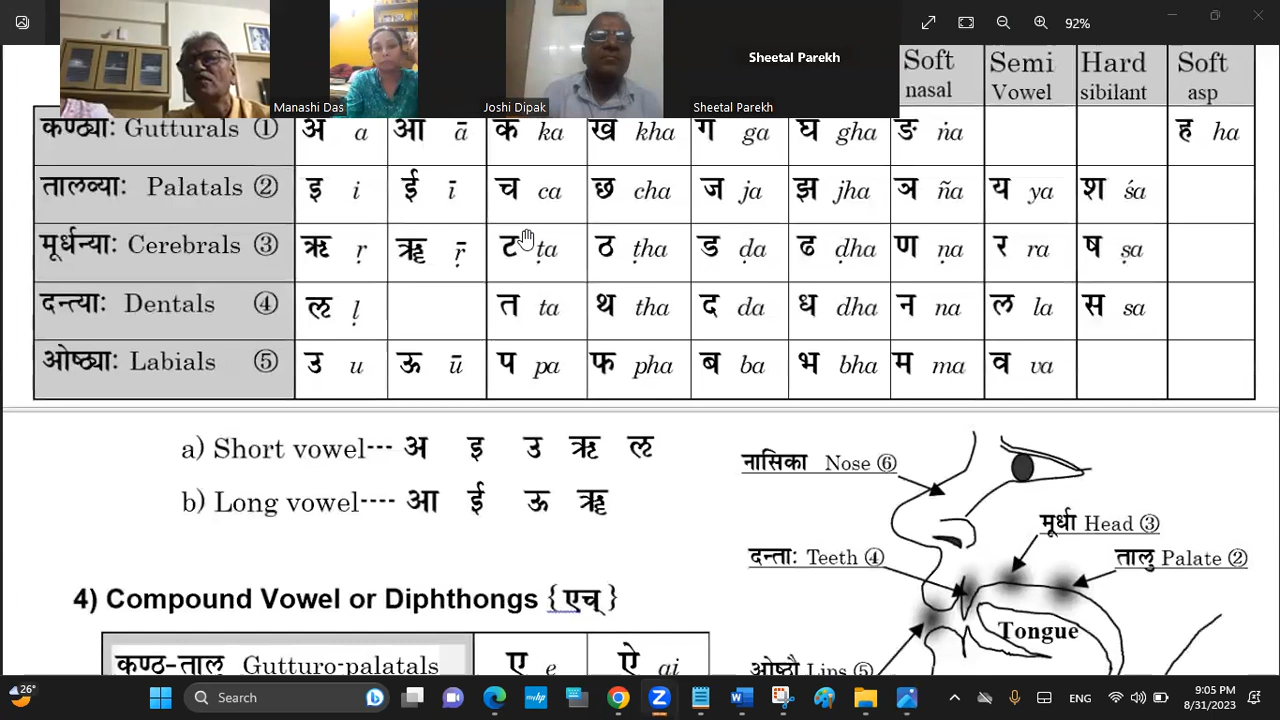 92%
Sheetal Parekh
Manashi Das
Joshi Dipak
Sheetal Parekh
Soft nasal
Semi Vowel
Hard sibilant
Soft asp
कण्ठ्याः Gutturals ① अ a आ ā क ka ख kha ग ga घ gha ङ ṅa ह ha
तालव्याः Palatals ② इ i ई ī च ca छ cha ज ja झ jha ञ ña य ya श śa
मूर्धन्याः Cerebrals ③ ऋ ṛ ॠ ṝ ट ṭa ठ ṭha ड ḍa ढ ḍha ण ṇa र ra ष ṣa
दन्त्याः Dentals ④ ऌ ḷ त ta थ tha द da ध dha न na ल la स sa
ओष्ठ्याः Labials ⑤ उ u ऊ ū प pa फ pha ब ba भ bha म ma व va
a) Short vowel--- अ इ उ ऋ ऌ
b) Long vowel---- आ ई ऊ ॠ
नासिका Nose ⑥
मूर्धा Head ③
दन्ताः Teeth ④
तालु Palate ②
4) Compound Vowel or Diphthongs {एच्}
Tongue
कण्ठ-तालु Gutturo-palatals ए e ऐ ai
ओष्ठौ Lips ⑤
26°
Search
ENG
9:05 PM
8/31/2023